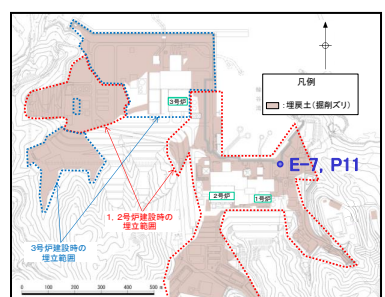 凡例
：埋戻土(掘削ズリ)
3号炉
E-7, P11
2号炉
1号炉
1, 2号炉建設時の
埋立範囲
3号炉建設時の
埋立範囲
0 100 200 300 400 500 m